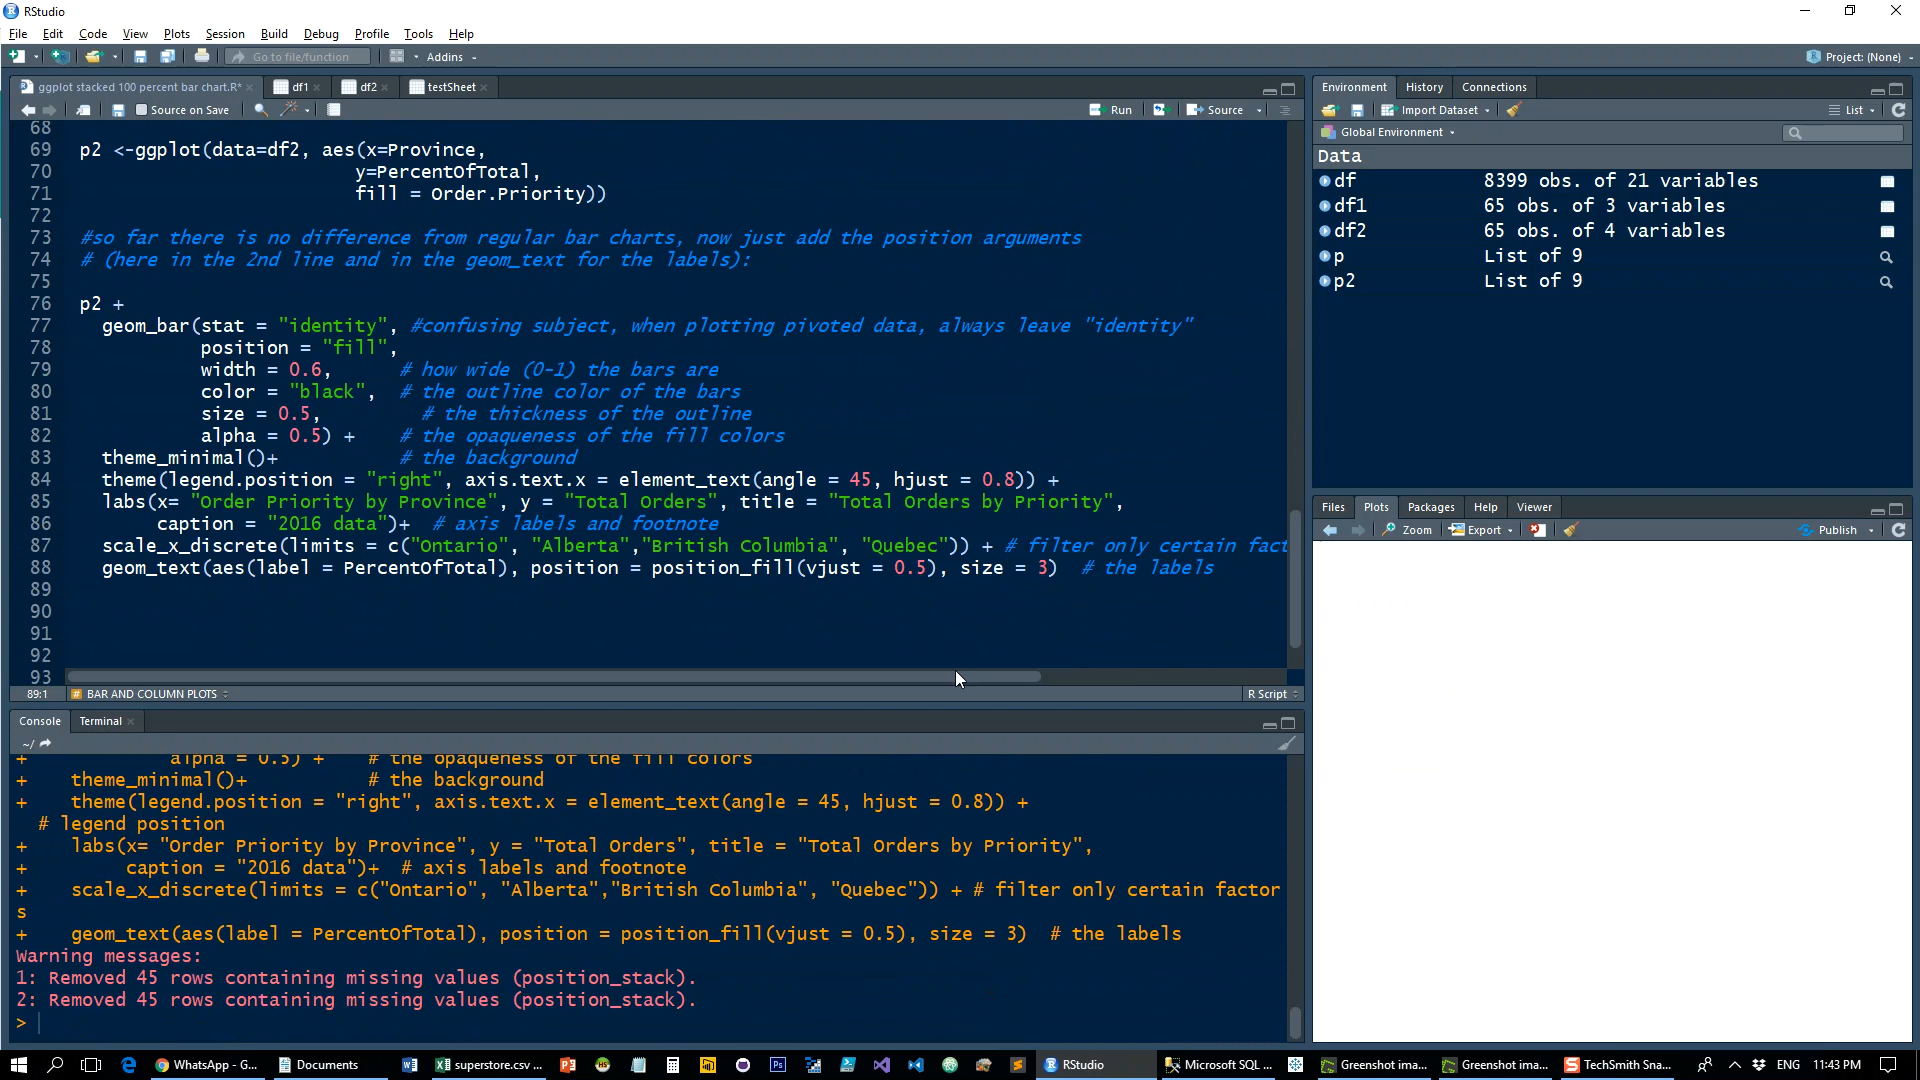 RStudio
File Edit Code View Plots Session Build Debug Profile Tools Help
Go to file/function Addins Project: (None)
ggplot stacked 100 percent bar chart.R* df1 df2 testSheet
Source on Save Run Source
68
69 p2 <-ggplot(data=df2, aes(x=Province,
70 y=PercentOfTotal,
71 fill = Order.Priority))
72
73 #so far there is no difference from regular bar charts, now just add the position arguments
74 # (here in the 2nd line and in the geom_text for the labels):
75
76 p2 +
77 geom_bar(stat = "identity", #confusing subject, when plotting pivoted data, always leave "identity"
78 position = "fill",
79 width = 0.6, # how wide (0-1) the bars are
80 color = "black", # the outline color of the bars
81 size = 0.5, # the thickness of the outline
82 alpha = 0.5) + # the opaqueness of the fill colors
83 theme_minimal()+ # the background
84 theme(legend.position = "right", axis.text.x = element_text(angle = 45, hjust = 0.8)) +
85 labs(x= "Order Priority by Province", y = "Total Orders", title = "Total Orders by Priority",
86 caption = "2016 data")+ # axis labels and footnote
87 scale_x_discrete(limits = c("Ontario", "Alberta","British Columbia", "Quebec")) + # filter only certain fact
88 geom_text(aes(label = PercentOfTotal), position = position_fill(vjust = 0.5), size = 3) # the labels
89
90
91
92
93
89:1 # BAR AND COLUMN PLOTS R Script
Console Terminal
~/
+ alpha = 0.5) + # the opaqueness of the fill colors
+ theme_minimal()+ # the background
+ theme(legend.position = "right", axis.text.x = element_text(angle = 45, hjust = 0.8)) +
# legend position
+ labs(x= "Order Priority by Province", y = "Total Orders", title = "Total Orders by Priority",
+ caption = "2016 data")+ # axis labels and footnote
+ scale_x_discrete(limits = c("Ontario", "Alberta","British Columbia", "Quebec")) + # filter only certain factor
s
+ geom_text(aes(label = PercentOfTotal), position = position_fill(vjust = 0.5), size = 3) # the labels
Warning messages:
1: Removed 45 rows containing missing values (position_stack).
2: Removed 45 rows containing missing values (position_stack).
>
Environment History Connections
Import Dataset List
Global Environment
Data
df 8399 obs. of 21 variables
df1 65 obs. of 3 variables
df2 65 obs. of 4 variables
p List of 9
p2 List of 9
Files Plots Packages Help Viewer
Zoom Export Publish
WhatsApp - G... Documents superstore.csv ... RStudio Microsoft SQL ... Greenshot ima... Greenshot ima... TechSmith Sna... ENG 11:43 PM